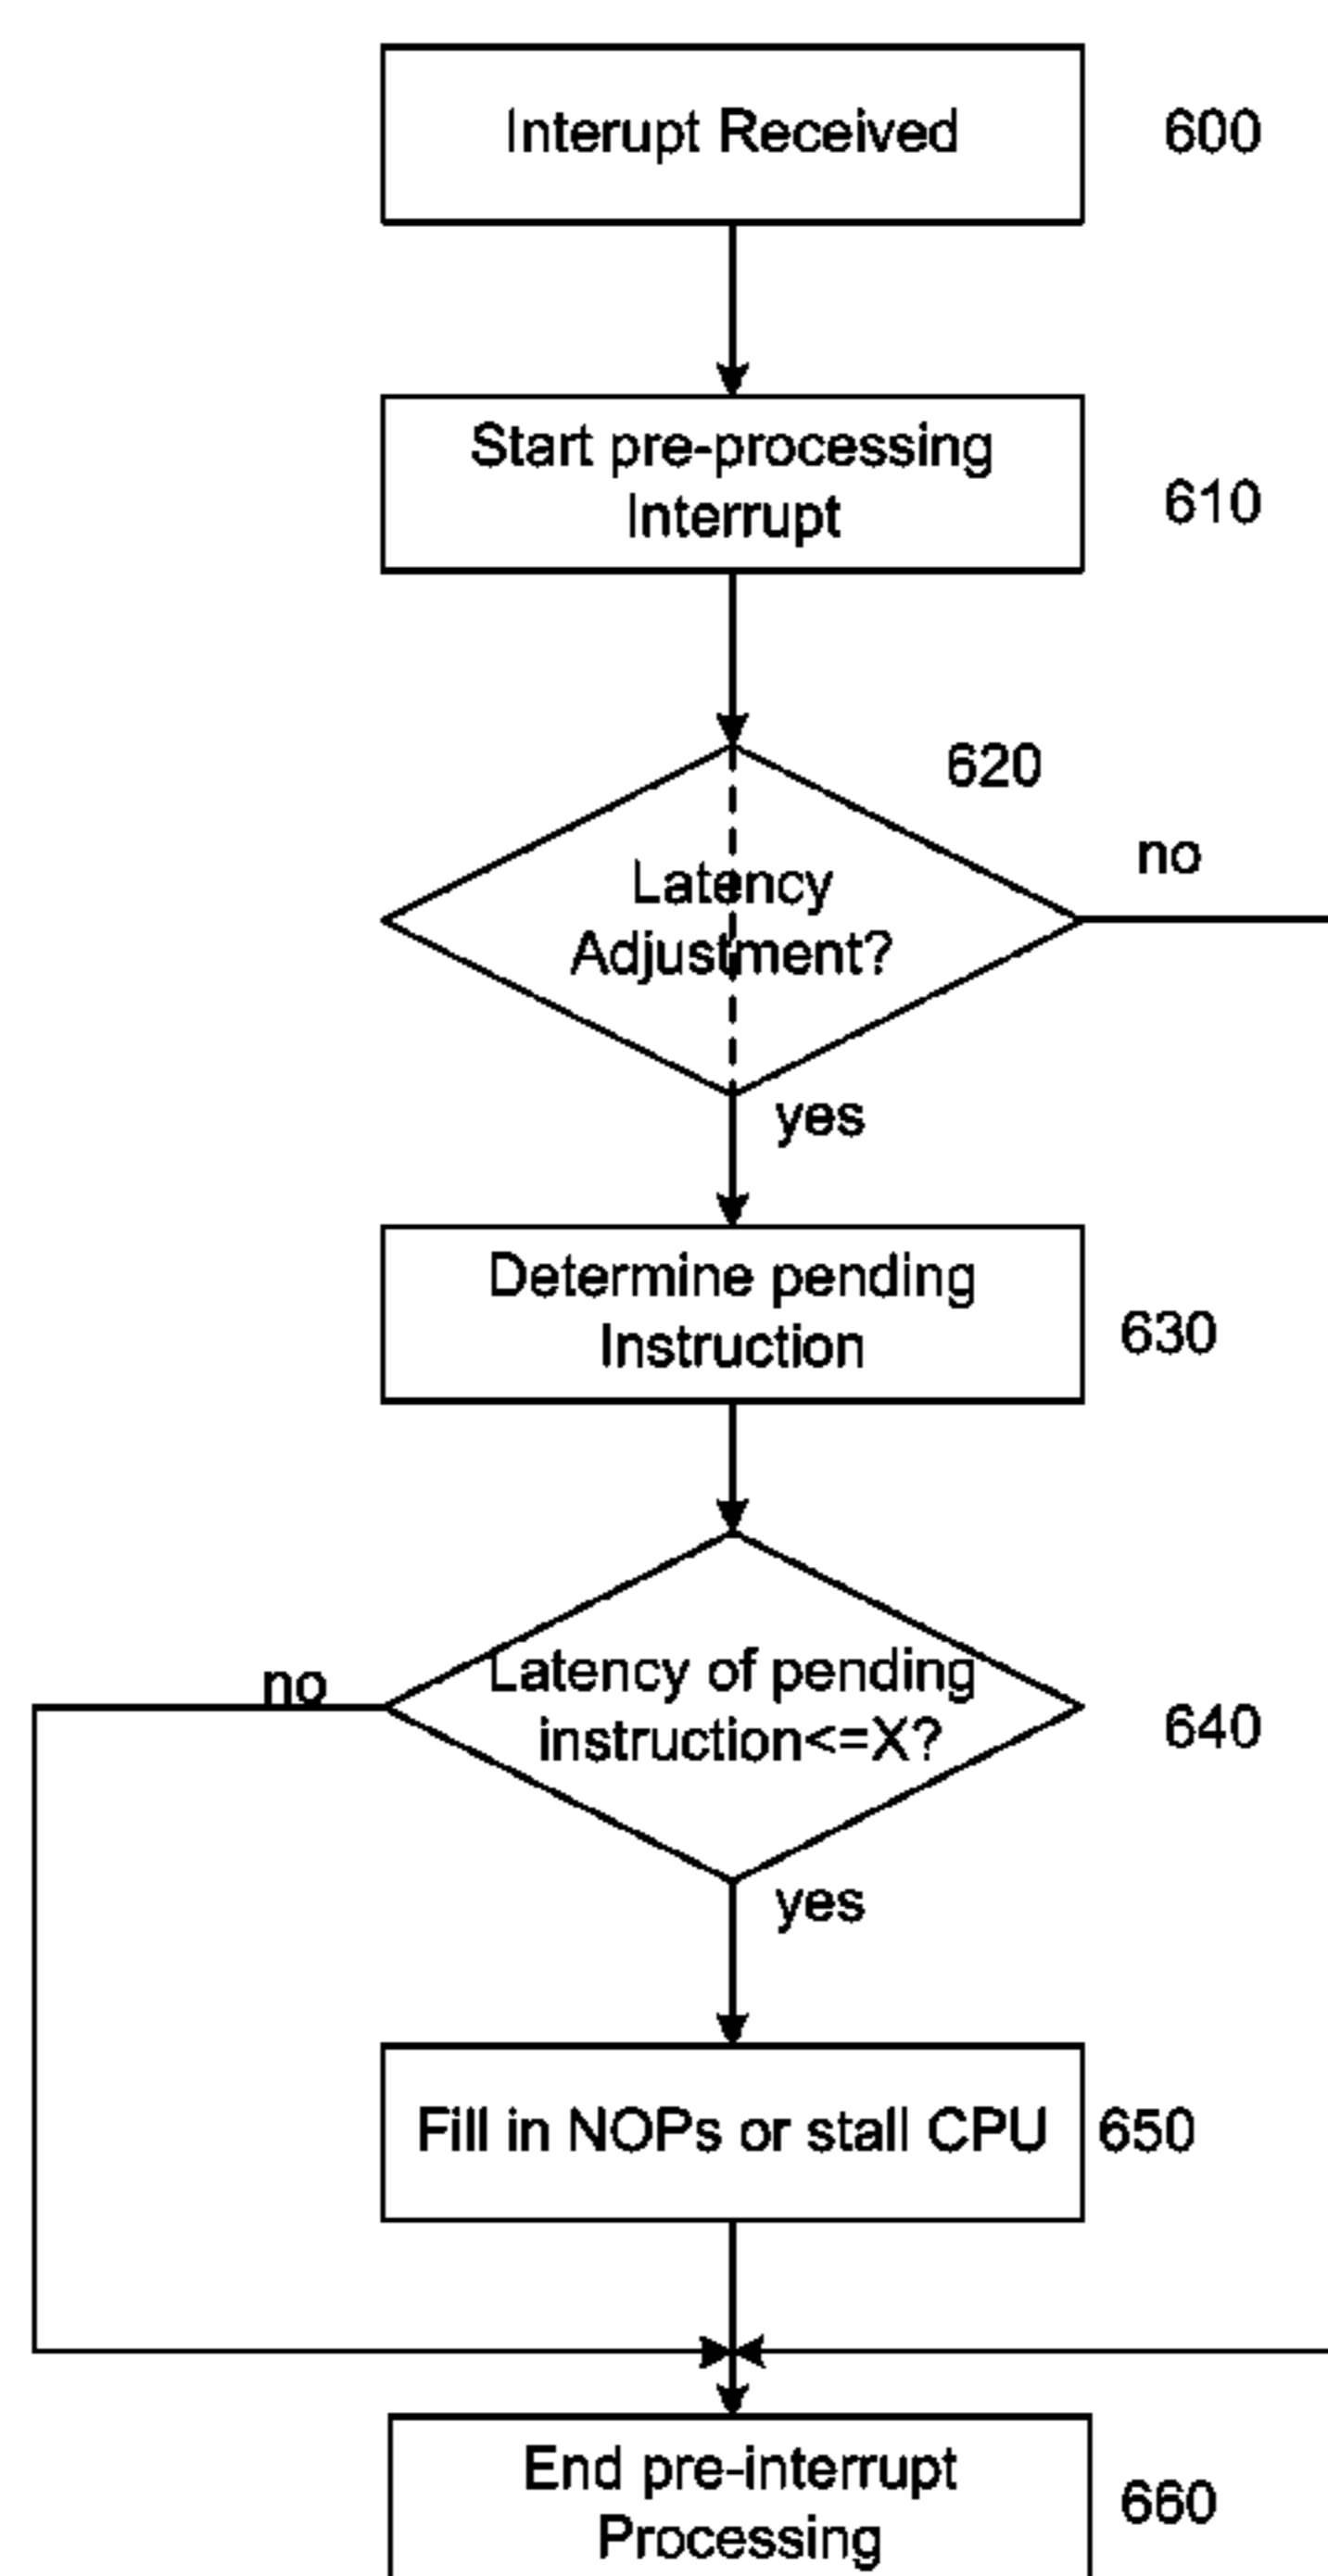 Interupt Received
600
Start pre-processing
Interrupt
610
620
no
Latency
Adjustment?
yes
Determine pending
Instruction
630
no
Latency of pending
instruction<=X?
640
yes
Fill in NOPs or stall CPU
650
End pre-interrupt
Processing
660